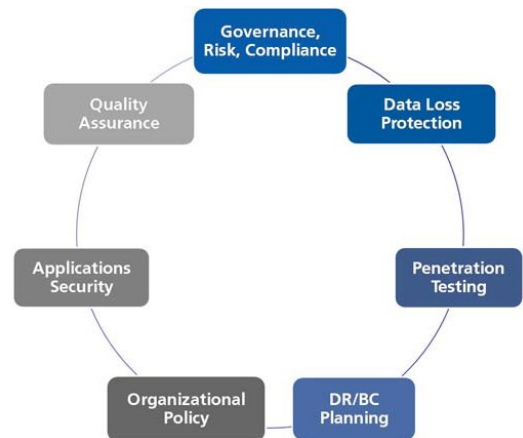 Governance,
Risk, Compliance
Data Loss
Protection
Penetration
Testing
DR/BC
Planning
Organizational
Policy
Applications
Security
Quality
Assurance